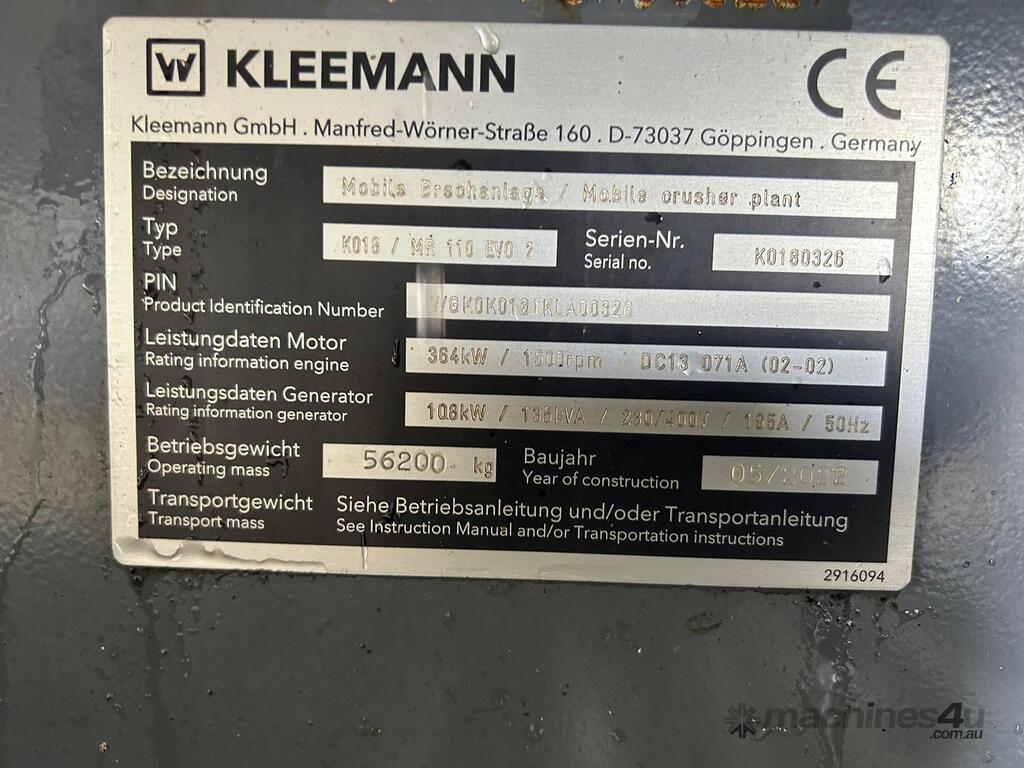 W KLEEMANN CE
Kleemann GmbH . Manfred-Wörner-Straße 160 . D-73037 Göppingen . Germany
Bezeichnung
Designation
Mobile Brechanlage / Mobile crusher plant
Typ
Type
K018 / MR 110 EVO 2
Serien-Nr.
Serial no.
K0180326
PIN
Product Identification Number
WGK0K018TKLA00326
Leistungdaten Motor
Rating information engine
364kW / 1500rpm / DC13 071A (02-02)
Leistungsdaten Generator
Rating information generator
108kW / 135kVA / 230/400V / 195A / 50Hz
Betriebsgewicht
Operating mass
56200 kg
Baujahr
Year of construction
05/2022
Transportgewicht
Transport mass
Siehe Betriebsanleitung und/oder Transportanleitung
See Instruction Manual and/or Transportation instructions
2916094
machines4u
.com.au